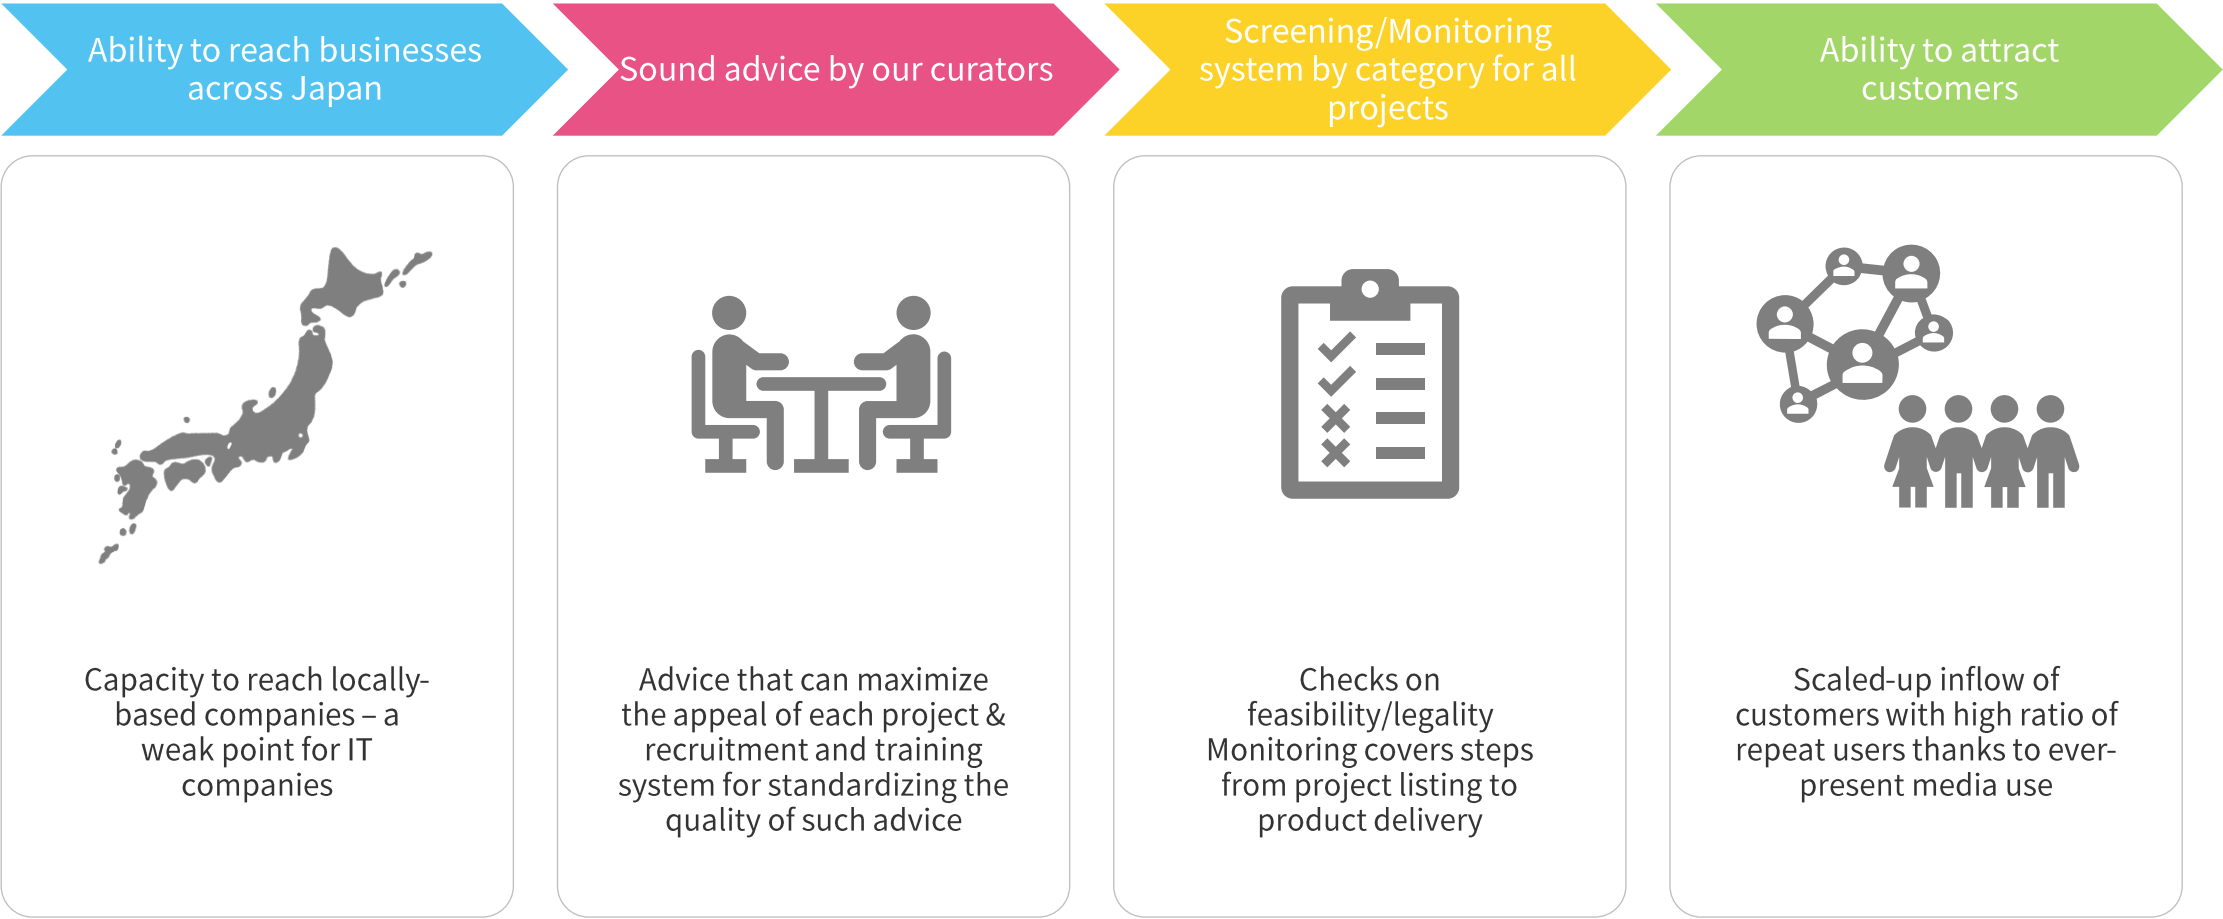 Ability to reach businesses
across Japan
Sound advice by our curators
Screening/Monitoring
system by category for all
projects
Ability to attract
customers
Capacity to reach locally-
based companies – a
weak point for IT
companies
Advice that can maximize
the appeal of each project &
recruitment and training
system for standardizing the
quality of such advice
Checks on
feasibility/legality
Monitoring covers steps
from project listing to
product delivery
Scaled-up inflow of
customers with high ratio of
repeat users thanks to ever-
present media use